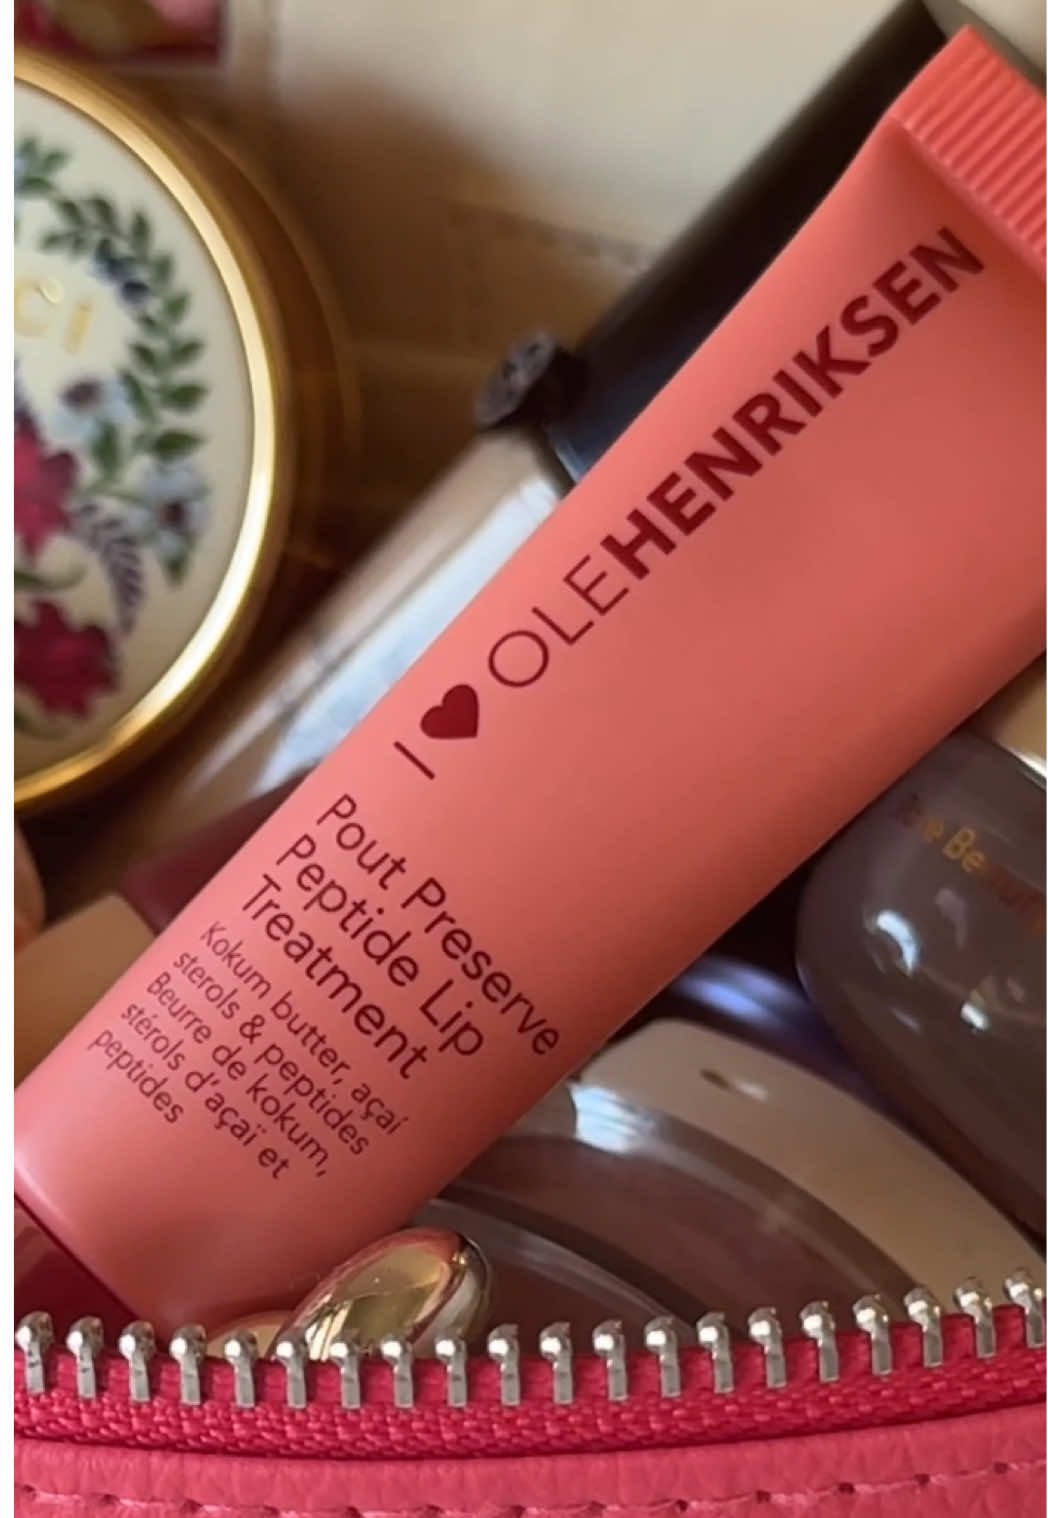 I ♥ OLEHENRIKSEN
Pout Preserve
Peptide Lip
Treatment
Kokum butter, açaí
sterols & peptides
Beurre de kokum,
stérols d'açaï et
peptides